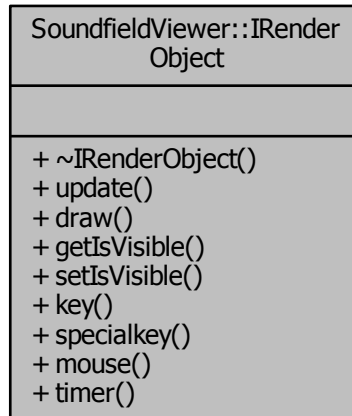 SoundfieldViewer::IRender
Object
+ ~IRenderObject()
+ update()
+ draw()
+ getIsVisible()
+ setIsVisible()
+ key()
+ specialkey()
+ mouse()
+ timer()